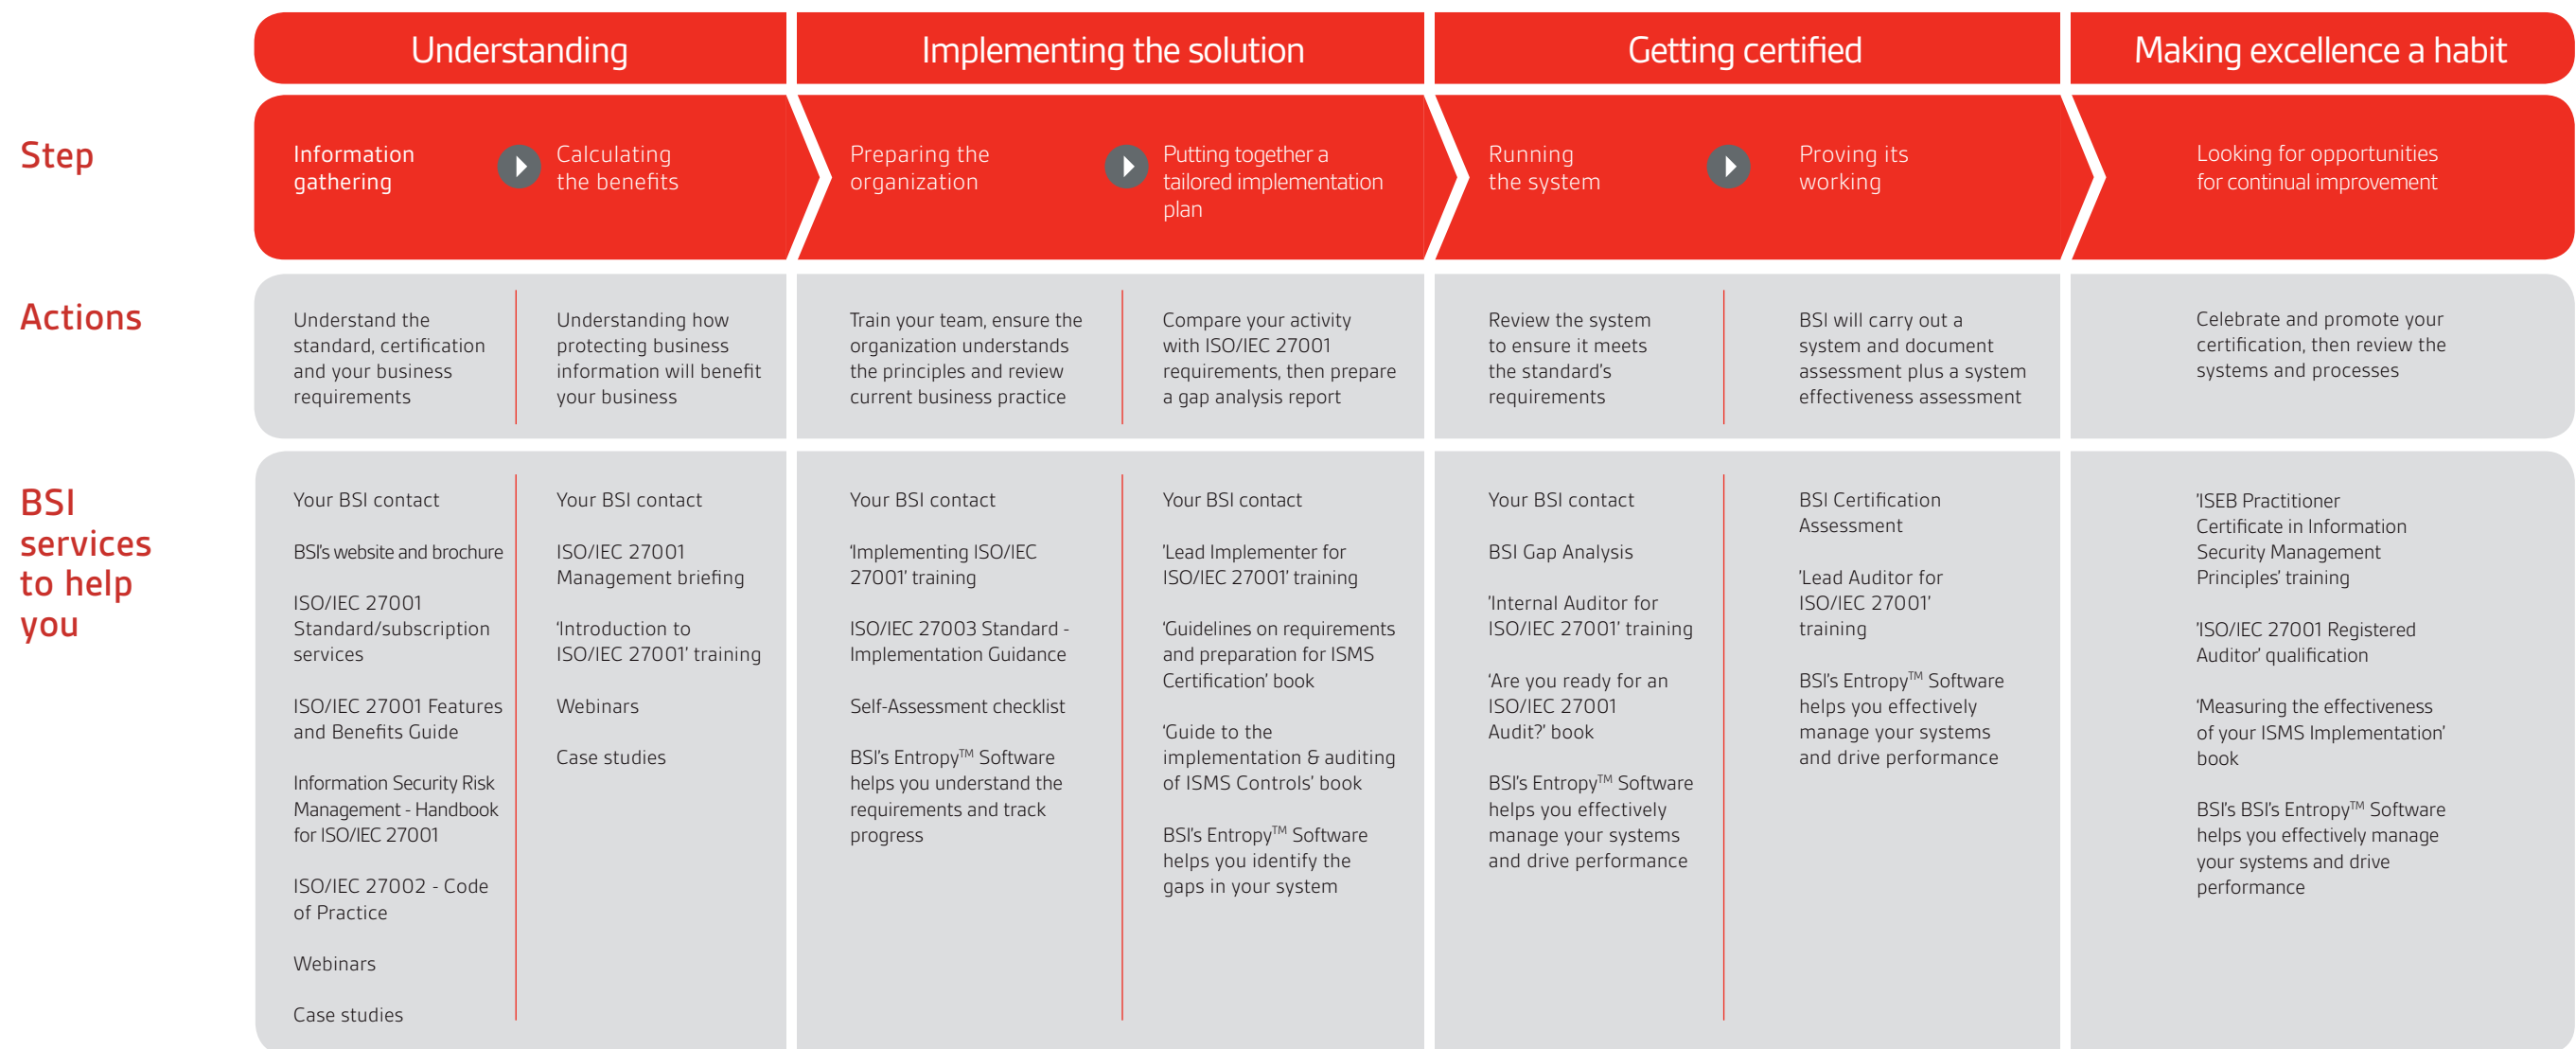 Understanding
Implementing the solution
Getting certified
Making excellence a habit
Step
Information
gathering
Calculating
the benefits
Preparing the
organization
Putting together a
tailored implementation
plan
Running
the system
Proving its
working
Looking for opportunities
for continual improvement
Actions
Understand the
standard, certification
and your business
requirements
Understanding how
protecting business
information will benefit
your business
Train your team, ensure the
organization understands
the principles and review
current business practice
Compare your activity
with ISO/IEC 27001
requirements, then prepare
a gap analysis report
Review the system
to ensure it meets
the standard's
requirements
BSI will carry out a
system and document
assessment plus a system
effectiveness assessment
Celebrate and promote your
certification, then review the
systems and processes
BSI
services
to help
you
Your BSI contact
BSI's website and brochure
ISO/IEC 27001
Standard/subscription
services
ISO/IEC 27001 Features
and Benefits Guide
Information Security Risk
Management - Handbook
for ISO/IEC 27001
ISO/IEC 27002 - Code
of Practice
Webinars
Case studies
Your BSI contact
ISO/IEC 27001
Management briefing
‘Introduction to
ISO/IEC 27001’ training
Webinars
Case studies
Your BSI contact
‘Implementing ISO/IEC
27001’ training
ISO/IEC 27003 Standard -
Implementation Guidance
Self-Assessment checklist
BSI's Entropy™ Software
helps you understand the
requirements and track
progress
Your BSI contact
’Lead Implementer for
ISO/IEC 27001’ training
‘Guidelines on requirements
and preparation for ISMS
Certification’ book
‘Guide to the
implementation & auditing
of ISMS Controls’ book
BSI's Entropy™ Software
helps you identify the
gaps in your system
Your BSI contact
BSI Gap Analysis
’Internal Auditor for
ISO/IEC 27001’ training
‘Are you ready for an
ISO/IEC 27001
Audit?’ book
BSI's Entropy™ Software
helps you effectively
manage your systems
and drive performance
BSI Certification
Assessment
’Lead Auditor for
ISO/IEC 27001’
training
BSI's Entropy™ Software
helps you effectively
manage your systems
and drive performance
’ISEB Practitioner
Certificate in Information
Security Management
Principles’ training
’ISO/IEC 27001 Registered
Auditor’ qualification
‘Measuring the effectiveness
of your ISMS Implementation’
book
BSI's BSI's Entropy™ Software
helps you effectively manage
your systems and drive
performance